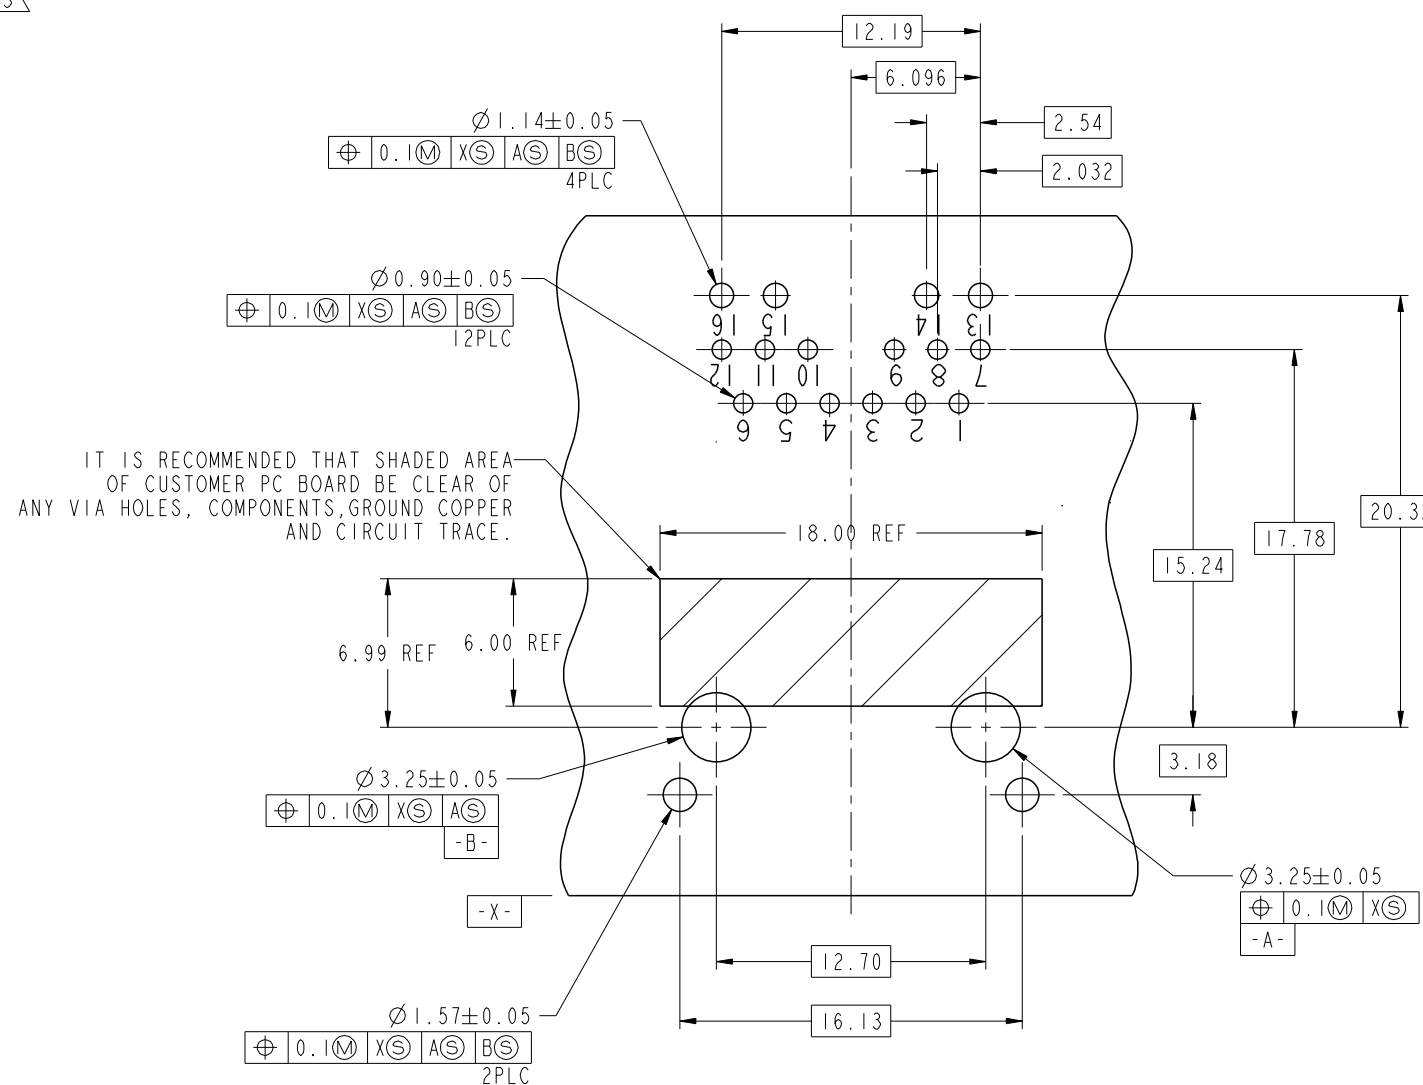 12.19
6.096
2.54
2.032
Ø1.14±0.05
⌖ 0.1Ⓜ XⓈ AⓈ BⓈ
4PLC
Ø0.90±0.05
⌖ 0.1Ⓜ XⓈ AⓈ BⓈ
12PLC
16 15 14 13
12 11 10 9 8 7
6 5 4 3 2 1
IT IS RECOMMENDED THAT SHADED AREA
OF CUSTOMER PC BOARD BE CLEAR OF
ANY VIA HOLES, COMPONENTS,GROUND COPPER
AND CIRCUIT TRACE.
18.00 REF
20.3
17.78
15.24
6.99 REF
6.00 REF
3.18
Ø3.25±0.05
⌖ 0.1Ⓜ XⓈ AⓈ
-B-
Ø3.25±0.05
⌖ 0.1Ⓜ XⓈ
-A-
-X-
12.70
16.13
Ø1.57±0.05
⌖ 0.1Ⓜ XⓈ AⓈ BⓈ
2PLC